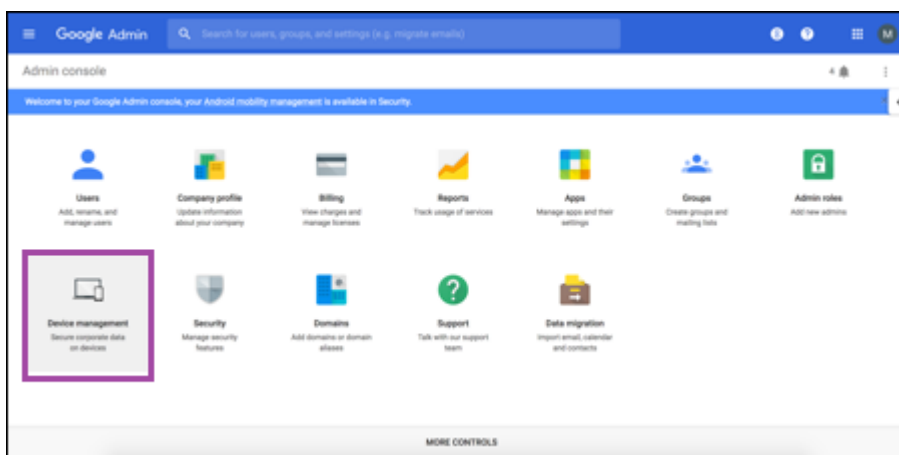 Google Admin
Search for users, groups, and settings (e.g. migrate emails)
M
Admin console
4
Welcome to your Google Admin console, your Android mobility management is available in Security.
Users
Add, rename, and
manage users
Company profile
Update information
about your company
Billing
View charges and
manage licenses
Reports
Track usage of services
Apps
Manage apps and their
settings
Groups
Create groups and
mailing lists
Admin roles
Add new admins
Device management
Secure corporate data
on devices
Security
Manage security
features
Domains
Add domains or domain
aliases
?
Support
Talk with our support
team
Data migration
Import email, calendar
and contacts
MORE CONTROLS